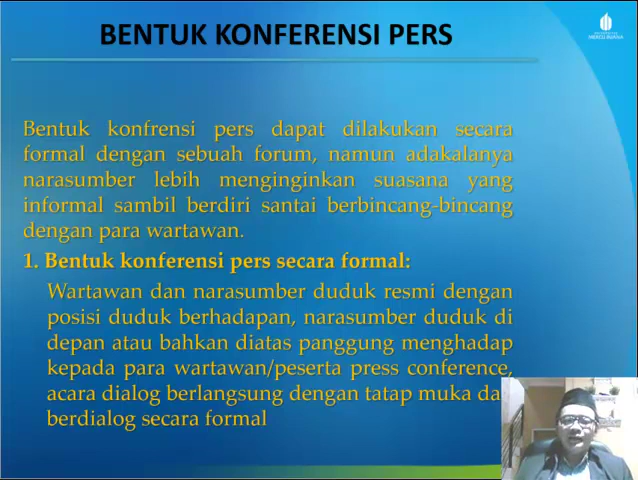 BENTUK KONFERENSI PERS
MERCU BUANA
Bentuk konfrensi pers dapat dilakukan secara
formal dengan sebuah forum, namun adakalanya
narasumber lebih menginginkan suasana yang
informal sambil berdiri santai berbincang-bincang
dengan para wartawan.
1. Bentuk konferensi pers secara formal:
Wartawan dan narasumber duduk resmi dengan
posisi duduk berhadapan, narasumber duduk di
depan atau bahkan diatas panggung menghadap
kepada para wartawan/peserta press conference,
acara dialog berlangsung dengan tatap muka da
berdialog secara formal